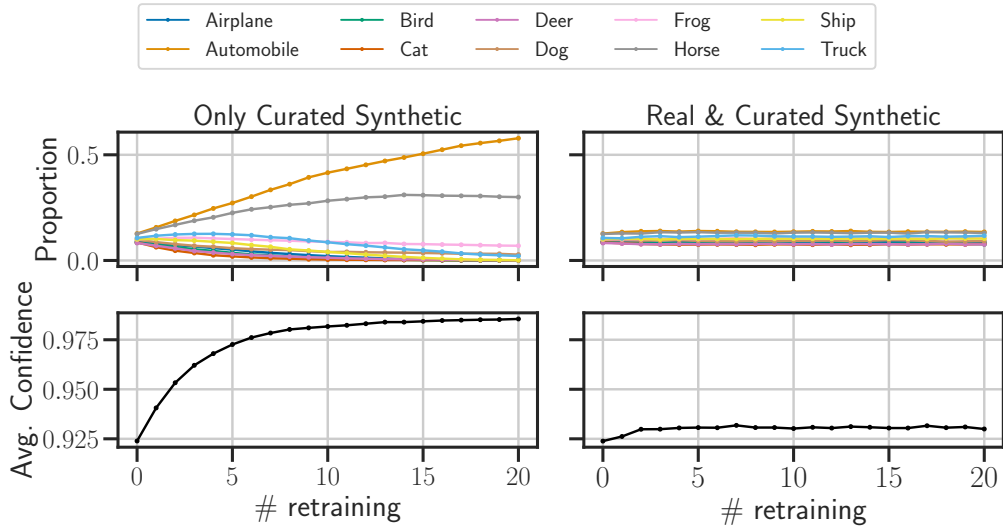 Airplane Bird Deer Frog Ship
Automobile Cat Dog Horse Truck
Only Curated Synthetic Real & Curated Synthetic
Proportion
0.5
0.0
Avg. Confidence
0.975
0.950
0.925
0 5 10 15 20 0 5 10 15 20
# retraining # retraining